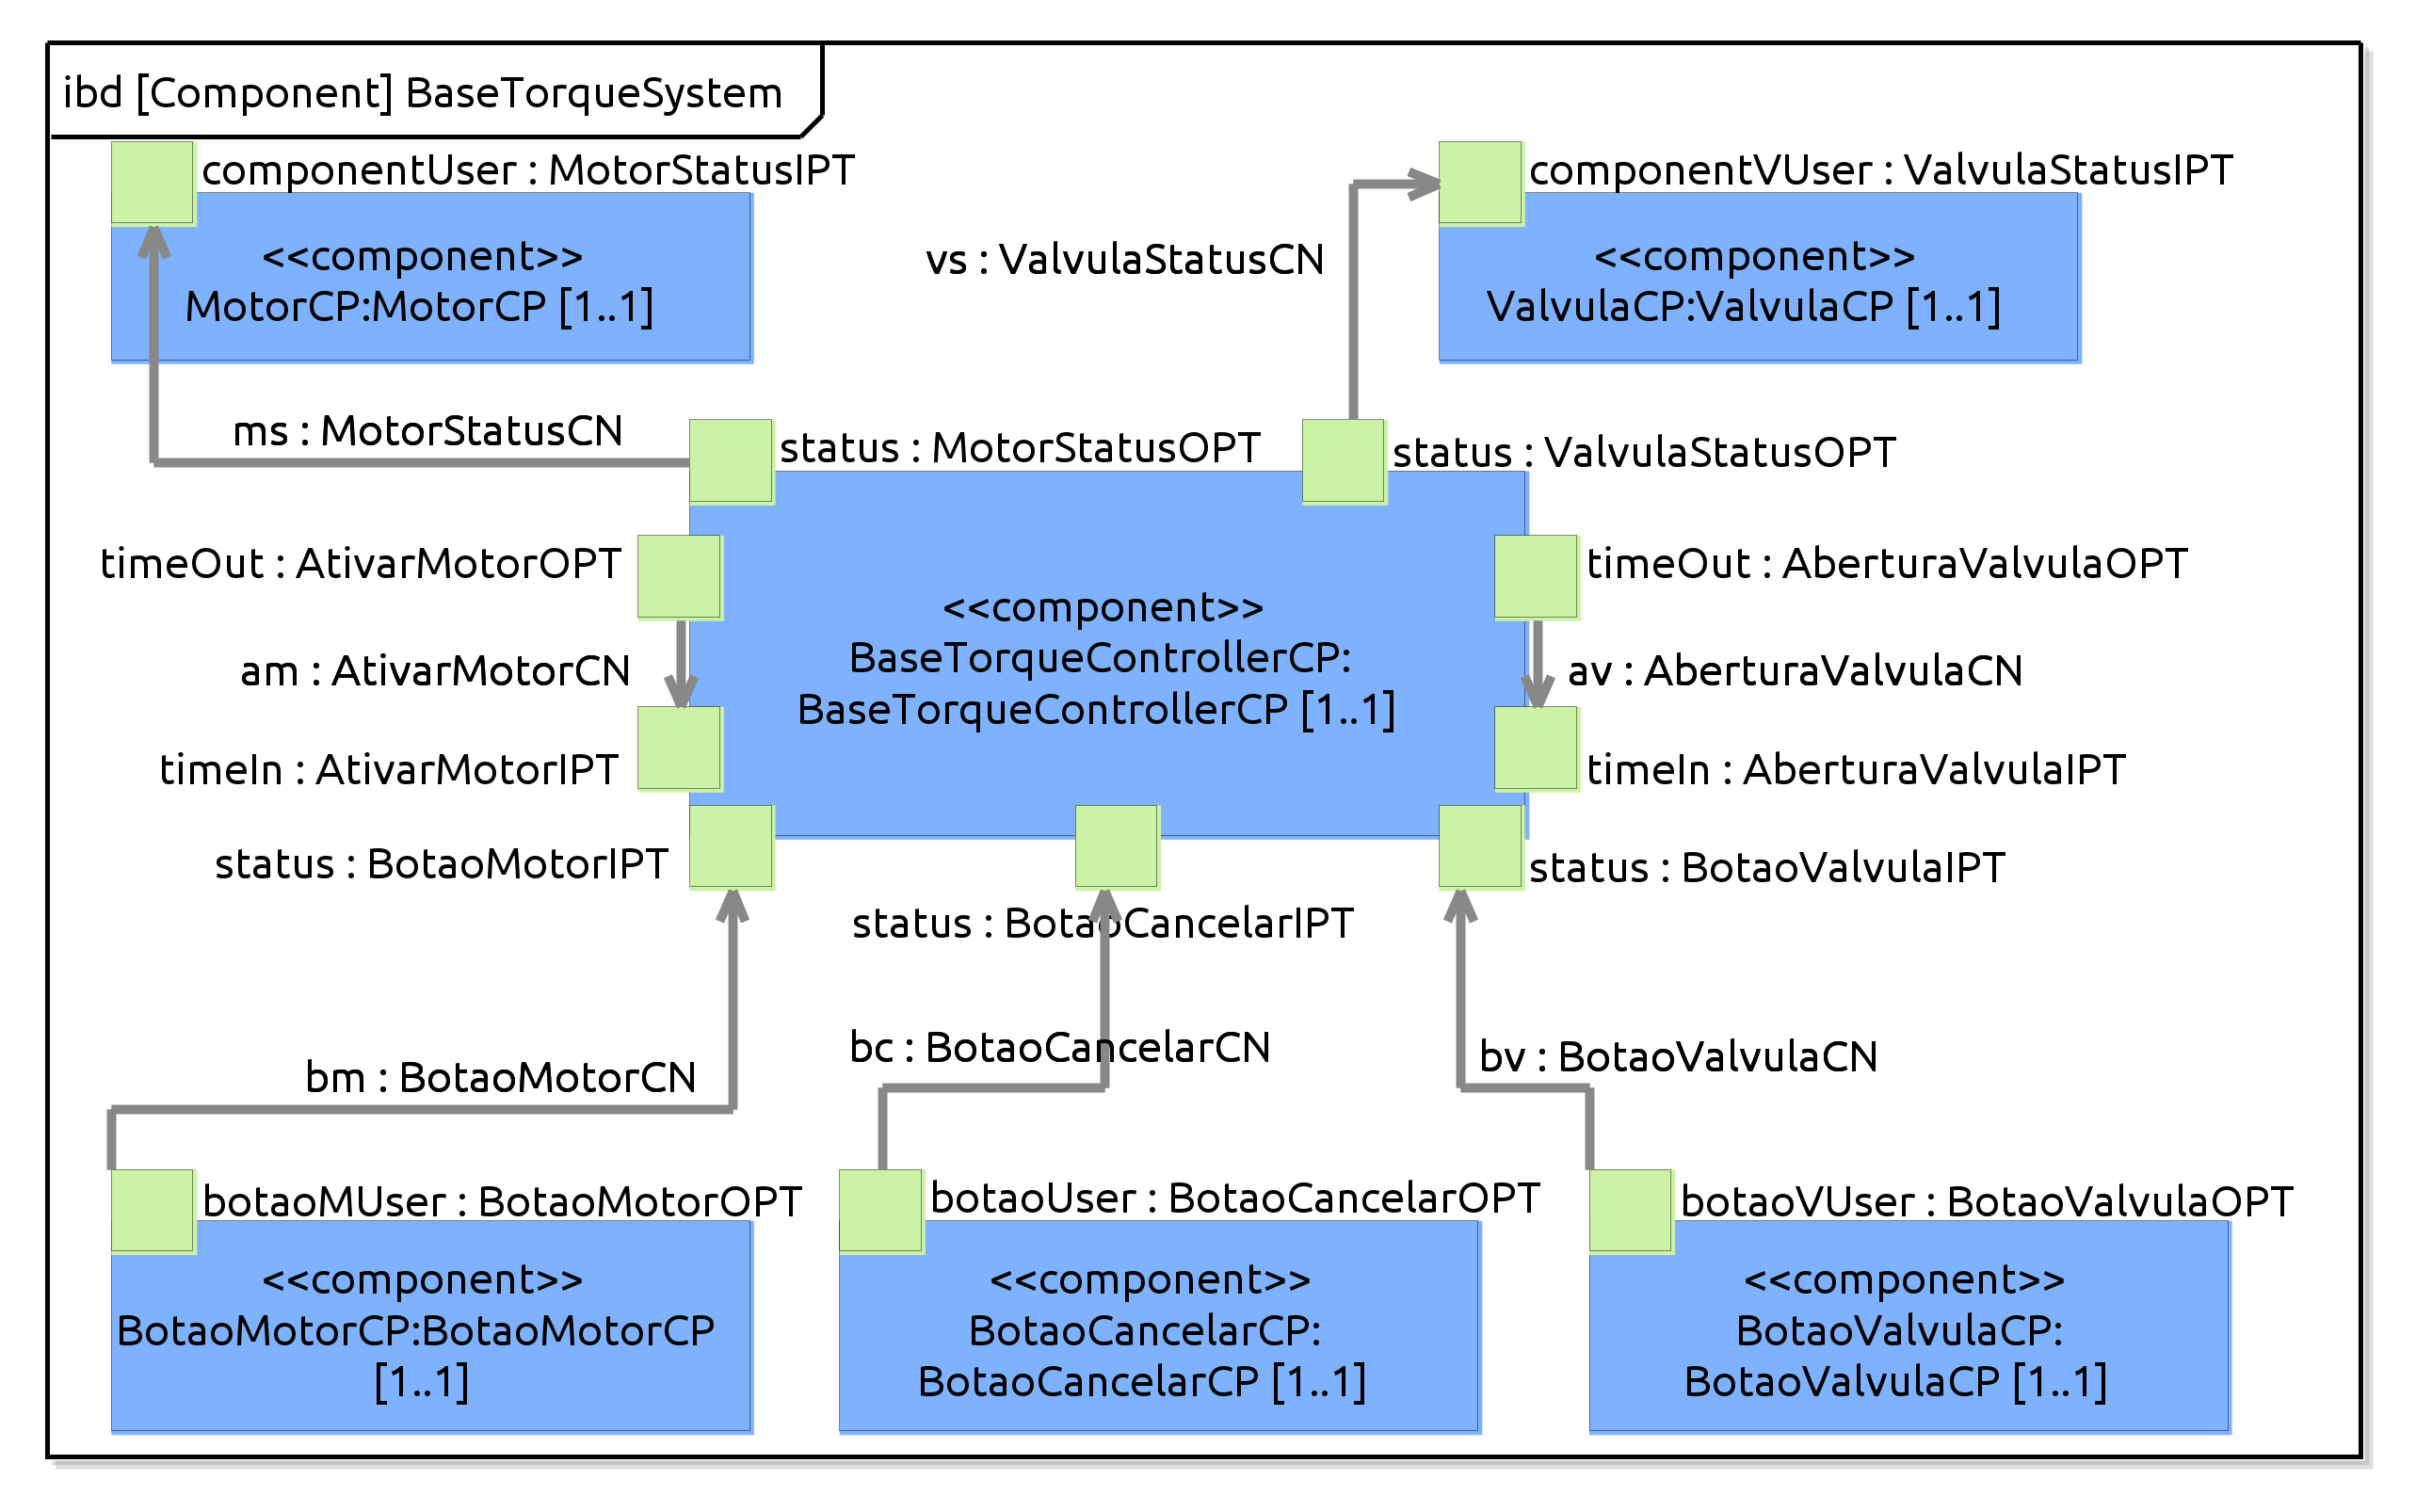 ibd [Component] BaseTorqueSystem
componentUser : MotorStatusIPT
componentVUser : ValvulaStatusIPT
<<component>>
MotorCP:MotorCP [1..1]
vs : ValvulaStatusCN
<<component>>
ValvulaCP:ValvulaCP [1..1]
ms : MotorStatusCN
status : MotorStatusOPT
status : ValvulaStatusOPT
timeOut : AtivarMotorOPT
timeOut : AberturaValvulaOPT
<<component>>
BaseTorqueControllerCP:
BaseTorqueControllerCP [1..1]
am : AtivarMotorCN
av : AberturaValvulaCN
timeIn : AtivarMotorIPT
timeIn : AberturaValvulaIPT
status : BotaoMotorIPT
status : BotaoValvulaIPT
status : BotaoCancelarIPT
bm : BotaoMotorCN
bc : BotaoCancelarCN
bv : BotaoValvulaCN
botaoMUser : BotaoMotorOPT
botaoUser : BotaoCancelarOPT
botaoVUser : BotaoValvulaOPT
<<component>>
BotaoMotorCP:BotaoMotorCP
[1..1]
<<component>>
BotaoCancelarCP:
BotaoCancelarCP [1..1]
<<component>>
BotaoValvulaCP:
BotaoValvulaCP [1..1]